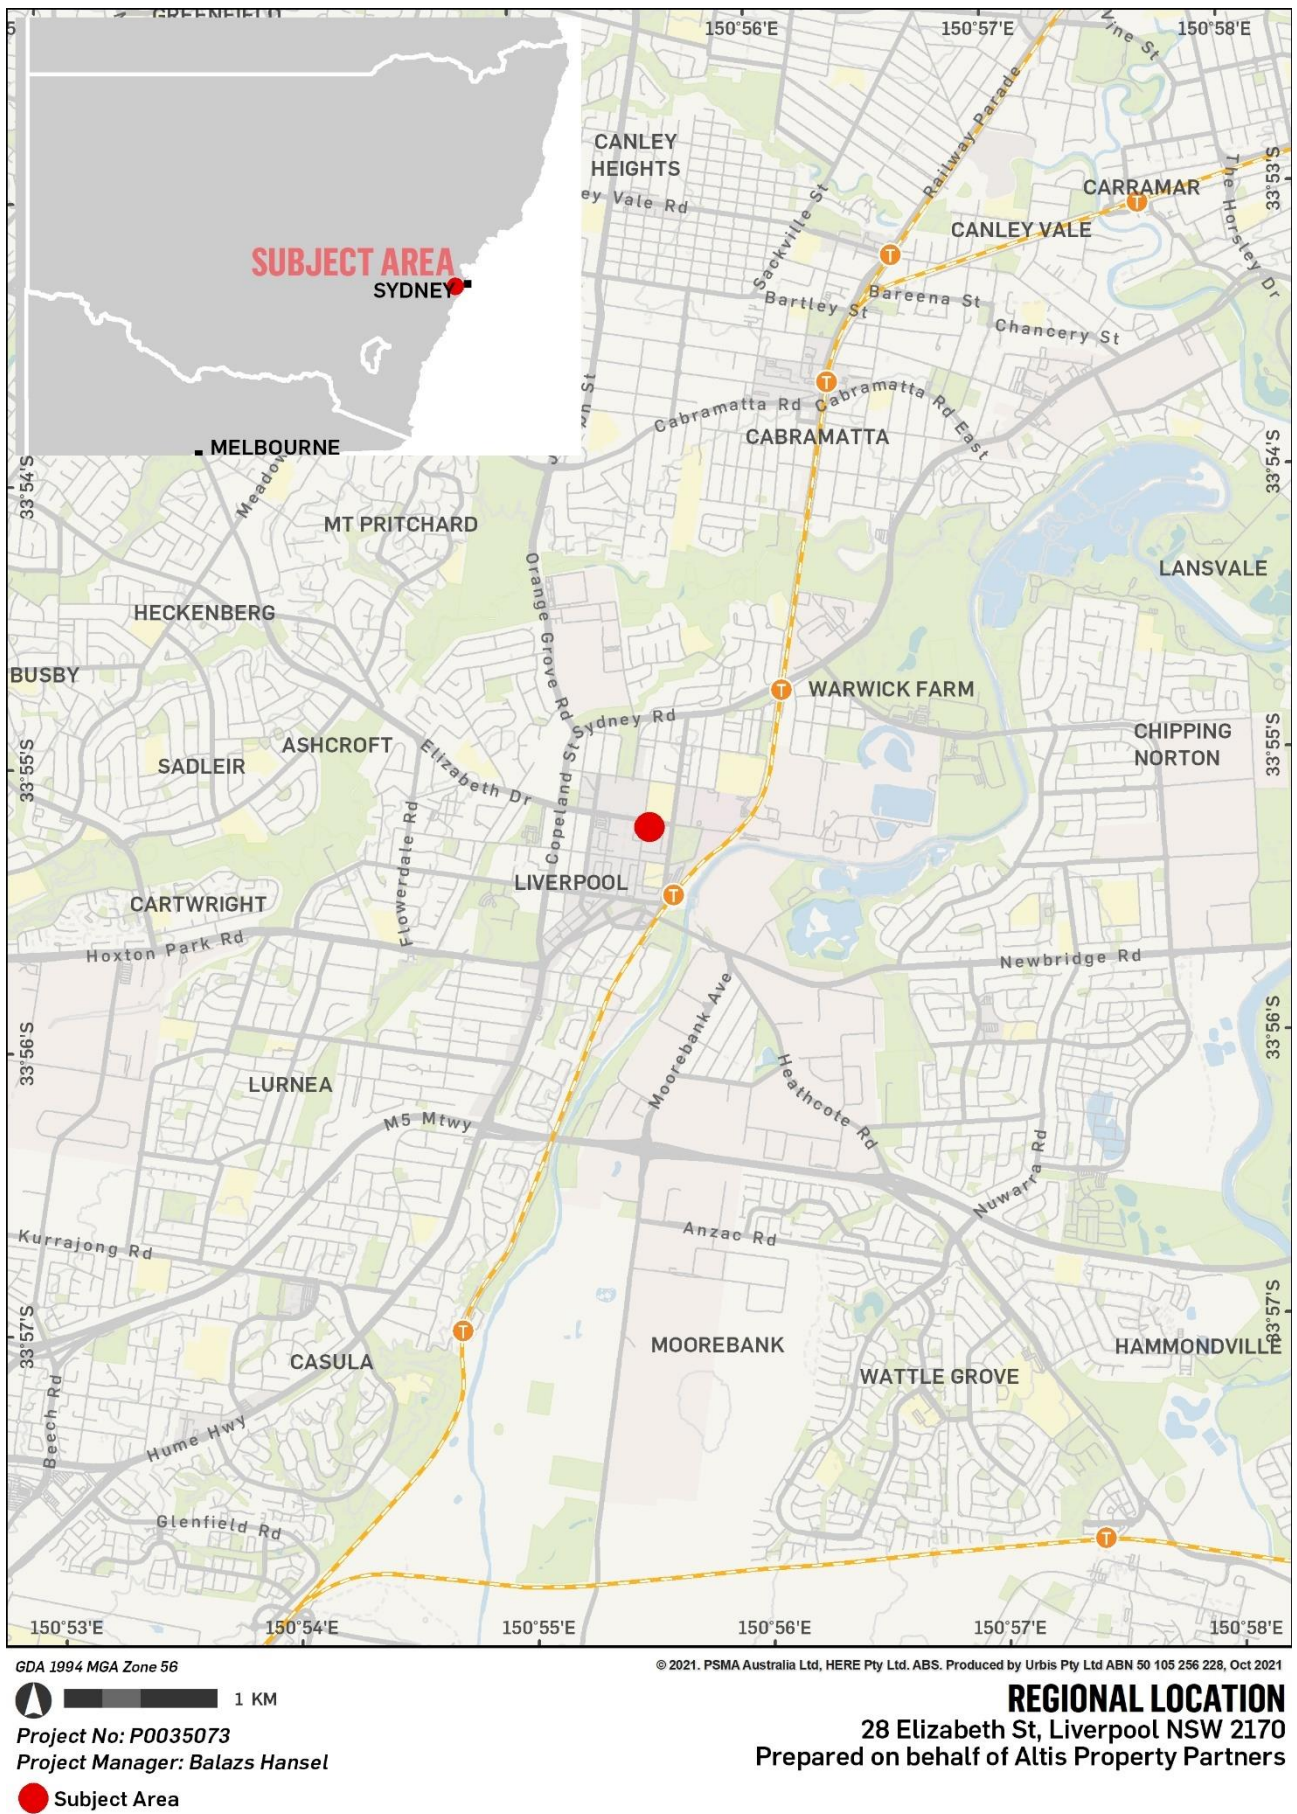 GREENFIELD
150°56'E
150°57'E
150°58'E
Vine St
Railway Parade
CANLEY
HEIGHTS
ey Vale Rd
Sackville St
CARRAMAR
The Horsley Dr
33°53'S
CANLEY VALE
T
T
SUBJECT AREA
SYDNEY
Bartley St
Bareena St
Chancery St
T
Cabramatta Rd
Cabramatta Rd East
CABRAMATTA
MELBOURNE
33°54'S
33°54'S
MT PRITCHARD
Orange Grove Rd
LANSVALE
HECKENBERG
BUSBY
T
WARWICK FARM
Sydney Rd
ASHCROFT
Elizabeth Dr
Copeland St
CHIPPING
NORTON
33°55'S
33°55'S
SADLEIR
Flowerdale Rd
LIVERPOOL
T
CARTWRIGHT
Hoxton Park Rd
Newbridge Rd
Moorebank Ave
33°56'S
33°56'S
Heathcote Rd
LURNEA
M5 Mtwy
Nuwarra Rd
Kurrajong Rd
Anzac Rd
33°57'S
33°57'S
T
CASULA
MOOREBANK
HAMMONDVILLE
WATTLE GROVE
Beech Rd
Hume Hwy
Glenfield Rd
T
150°53'E
150°54'E
150°55'E
150°56'E
150°57'E
150°58'E
GDA 1994 MGA Zone 56
© 2021. PSMA Australia Ltd, HERE Pty Ltd. ABS. Produced by Urbis Pty Ltd ABN 50 105 256 228, Oct 2021
1 KM
REGIONAL LOCATION
28 Elizabeth St, Liverpool NSW 2170
Prepared on behalf of Altis Property Partners
Project No: P0035073
Project Manager: Balazs Hansel
Subject Area